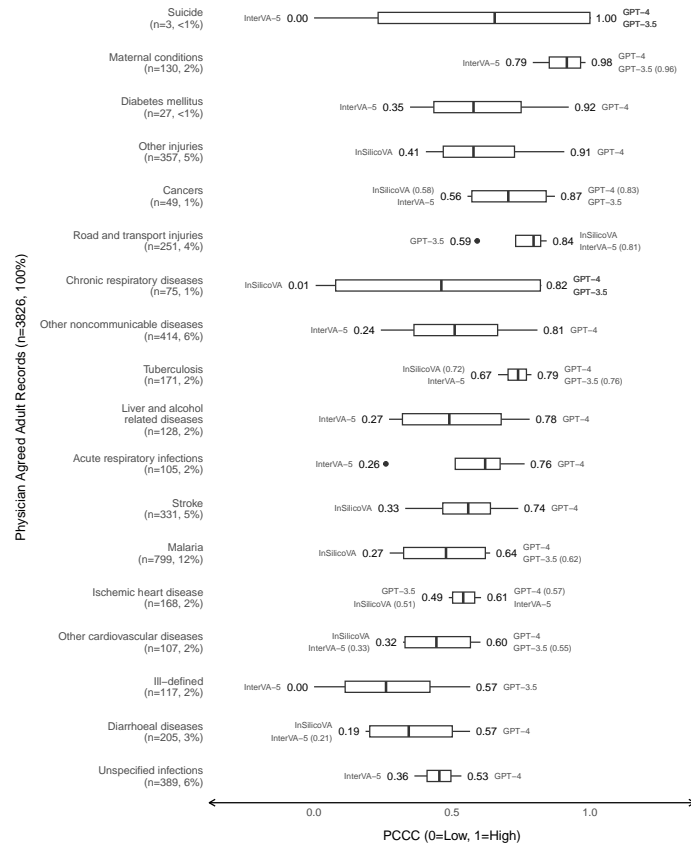 Suicide
(n=3, <1%)
InterVA−5 0.00
1.00 GPT−4
GPT−3.5
Maternal conditions
(n=130, 2%)
InterVA−5 0.79
0.98 GPT−4
GPT−3.5 (0.96)
Diabetes mellitus
(n=27, <1%)
InterVA−5 0.35
0.92 GPT−4
Other injuries
(n=357, 5%)
InSilicoVA 0.41
0.91 GPT−4
Cancers
(n=49, 1%)
InSilicoVA (0.58)
InterVA−5 0.56
0.87 GPT−4 (0.83)
GPT−3.5
Road and transport injuries
(n=251, 4%)
GPT−3.5 0.59
0.84 InSilicoVA
InterVA−5 (0.81)
Chronic respiratory diseases
(n=75, 1%)
InSilicoVA 0.01
0.82 GPT−4
GPT−3.5
Other noncommunicable diseases
(n=414, 6%)
InterVA−5 0.24
0.81 GPT−4
Tuberculosis
(n=171, 2%)
InSilicoVA (0.72)
InterVA−5 0.67
0.79 GPT−4
GPT−3.5 (0.76)
Liver and alcohol
related diseases
(n=128, 2%)
InterVA−5 0.27
0.78 GPT−4
Acute respiratory infections
(n=105, 2%)
InterVA−5 0.26
0.76 GPT−4
Stroke
(n=331, 5%)
InSilicoVA 0.33
0.74 GPT−4
Malaria
(n=799, 12%)
InSilicoVA 0.27
0.64 GPT−4
GPT−3.5 (0.62)
Ischemic heart disease
(n=168, 2%)
GPT−3.5 0.49
InSilicoVA (0.51)
0.61 GPT−4 (0.57)
InterVA−5
Other cardiovascular diseases
(n=107, 2%)
InSilicoVA 0.32
InterVA−5 (0.33)
0.60 GPT−4
GPT−3.5 (0.55)
Ill−defined
(n=117, 2%)
InterVA−5 0.00
0.57 GPT−3.5
Diarrhoeal diseases
(n=205, 3%)
InSilicoVA 0.19
InterVA−5 (0.21)
0.57 GPT−4
Unspecified infections
(n=389, 6%)
InterVA−5 0.36
0.53 GPT−4
Physician Agreed Adult Records (n=3826, 100%)
0.0 0.5 1.0
PCCC (0=Low, 1=High)